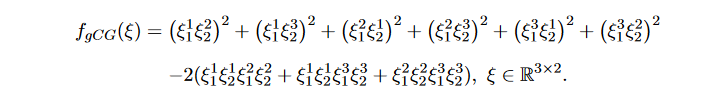 f_{gCG}(ξ) = (ξ_1^1ξ_2^2)^2 + (ξ_1^1ξ_2^3)^2 + (ξ_1^2ξ_2^1)^2 + (ξ_1^2ξ_2^3)^2 + (ξ_1^3ξ_2^1)^2 + (ξ_1^3ξ_2^2)^2
−2(ξ_1^1ξ_2^1ξ_1^2ξ_2^2 + ξ_1^1ξ_2^1ξ_1^3ξ_2^3 + ξ_1^2ξ_2^2ξ_1^3ξ_2^3), ξ ∈ ℝ^{3×2}.